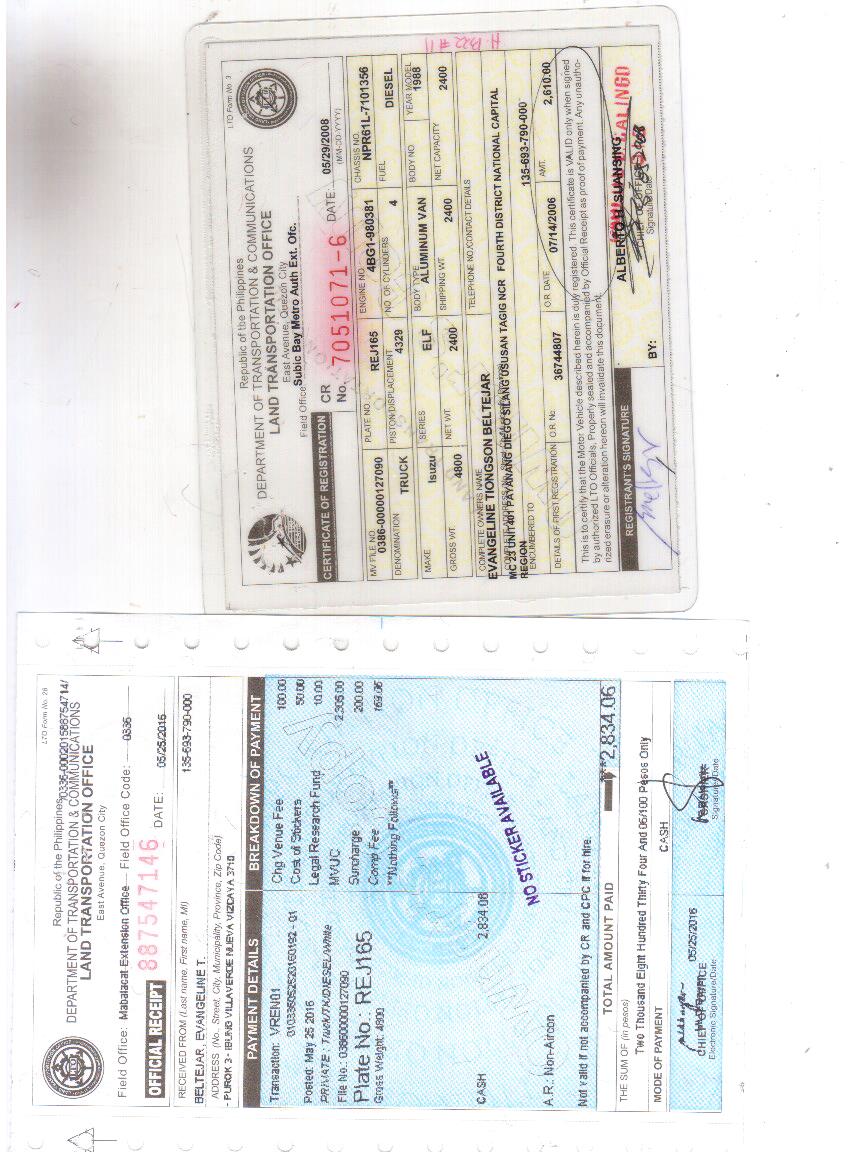 LTO Form No. 28
Republic of the Philippines
0336-000201588754714/
DEPARTMENT OF TRANSPORTATION & COMMUNICATIONS
LAND TRANSPORTATION OFFICE
East Avenue, Quezon City
Field Office: Mabalacat Extension Office Field Office Code: 0336
OFFICIAL RECEIPT 887547146 DATE: 05/25/2016
RECEIVED FROM (Last name, First name, MI)
BELTEJAR, EVANGELINE T. 135-693-790-000
ADDRESS (No., Street, City, Municipality, Province, Zip Code)
- PUROK 3 - IBUNG VILLAVERDE NUEVA VIZCAYA 3710
PAYMENT DETAILS BREAKDOWN OF PAYMENT
Transaction: VREN01 Chg Venue Fee 100.00
Cost of Stickers 50.00
Posted: May 25 2016 Legal Research Fund 10.00
PRIVATE : Truck/TK/DIESEL/White MVUC
File No.: 038600000127090 Surcharge 200.00
Plate No.: REJ165 Comp Fee 169.06
Gross Weight: 4800 **Nothing Follows**
CASH 2,834.06
NO STICKER AVAILABLE
A.R.: Non-Aircon
Not valid if not accompanied by CR and CPC if for hire.
TOTAL AMOUNT PAID 2,834.06
THE SUM OF (in pesos)
Two Thousand Eight Hundred Thirty Four And 06/100 Pesos Only
MODE OF PAYMENT CASH
05/25/2016
CHIEF OF OFFICE
Electronic Signature/Date
Signature/Date
LTO Form No. 3
Republic of the Philippines
DEPARTMENT OF TRANSPORTATION & COMMUNICATIONS
LAND TRANSPORTATION OFFICE
East Avenue, Quezon City
Field Office Subic Bay Metro Auth Ext. Ofc.
CERTIFICATE OF REGISTRATION CR No. 7051071-6 DATE 05/29/2008
(MM-DD-YYYY)
MV FILE NO. PLATE NO. ENGINE NO. CHASSIS NO.
0386-00000127090 REJ165 4BG1-980381 NPR61L-7101356
DENOMINATION PISTON DISPLACEMENT NO. OF CYLINDERS FUEL
TRUCK 4329 4 DIESEL
MAKE SERIES BODY TYPE BODY NO YEAR MODEL
Isuzu ELF ALUMINUM VAN 1988
GROSS WT. NET WT. SHIPPING WT. NET CAPACITY
4800 2400 2400 2400
COMPLETE OWNERS NAME TELEPHONE NO./CONTACT DETAILS
EVANGELINE TIONGSON BELTEJAR
MC 23 UNIT 401 PAYANANG DIEGO SILANG USUSAN TAGIG NCR FOURTH DISTRICT NATIONAL CAPITAL
REGION
ENCUMBERED TO 135-693-790-000
DETAILS OF FIRST REGISTRATION O.R. No. O.R. DATE AMT.
36744807 07/14/2006 2,610.00
This is to certify that the Motor Vehicle described herein is duly registered. This certificate is VALID only when signed
by authorized LTO Officials. Properly sealed and accompanied by Official Receipt as proof of payment. Any unautho-
rized erasure or alteration hereon will invalidate this document.
REGISTRANT'S SIGNATURE
BY:
ALBERTO H. SUANSING
CHIEF OF OFFICE
Signature/Date